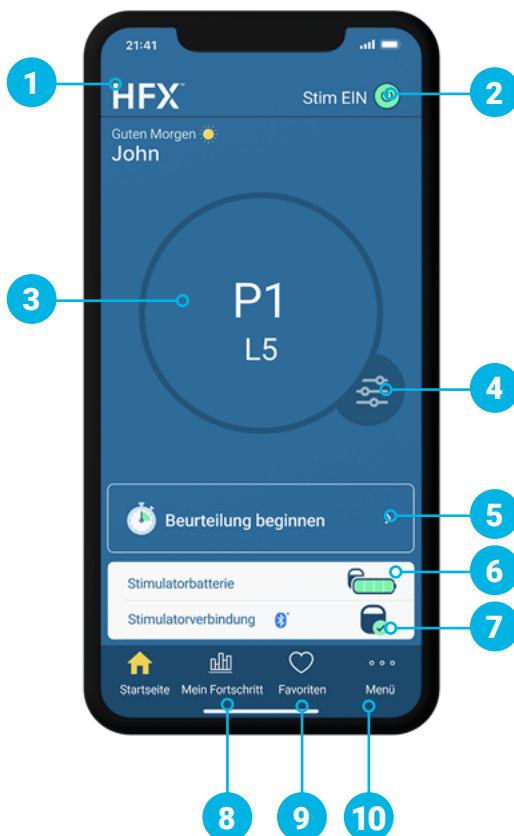 21:41
1
HFX™
Stim EIN
2
Guten Morgen
John
3
P1
L5
4
Beurteilung beginnen
5
Stimulatorbatterie
6
Stimulatorverbindung
7
Startseite Mein Fortschritt Favoriten Menü
8 9 10